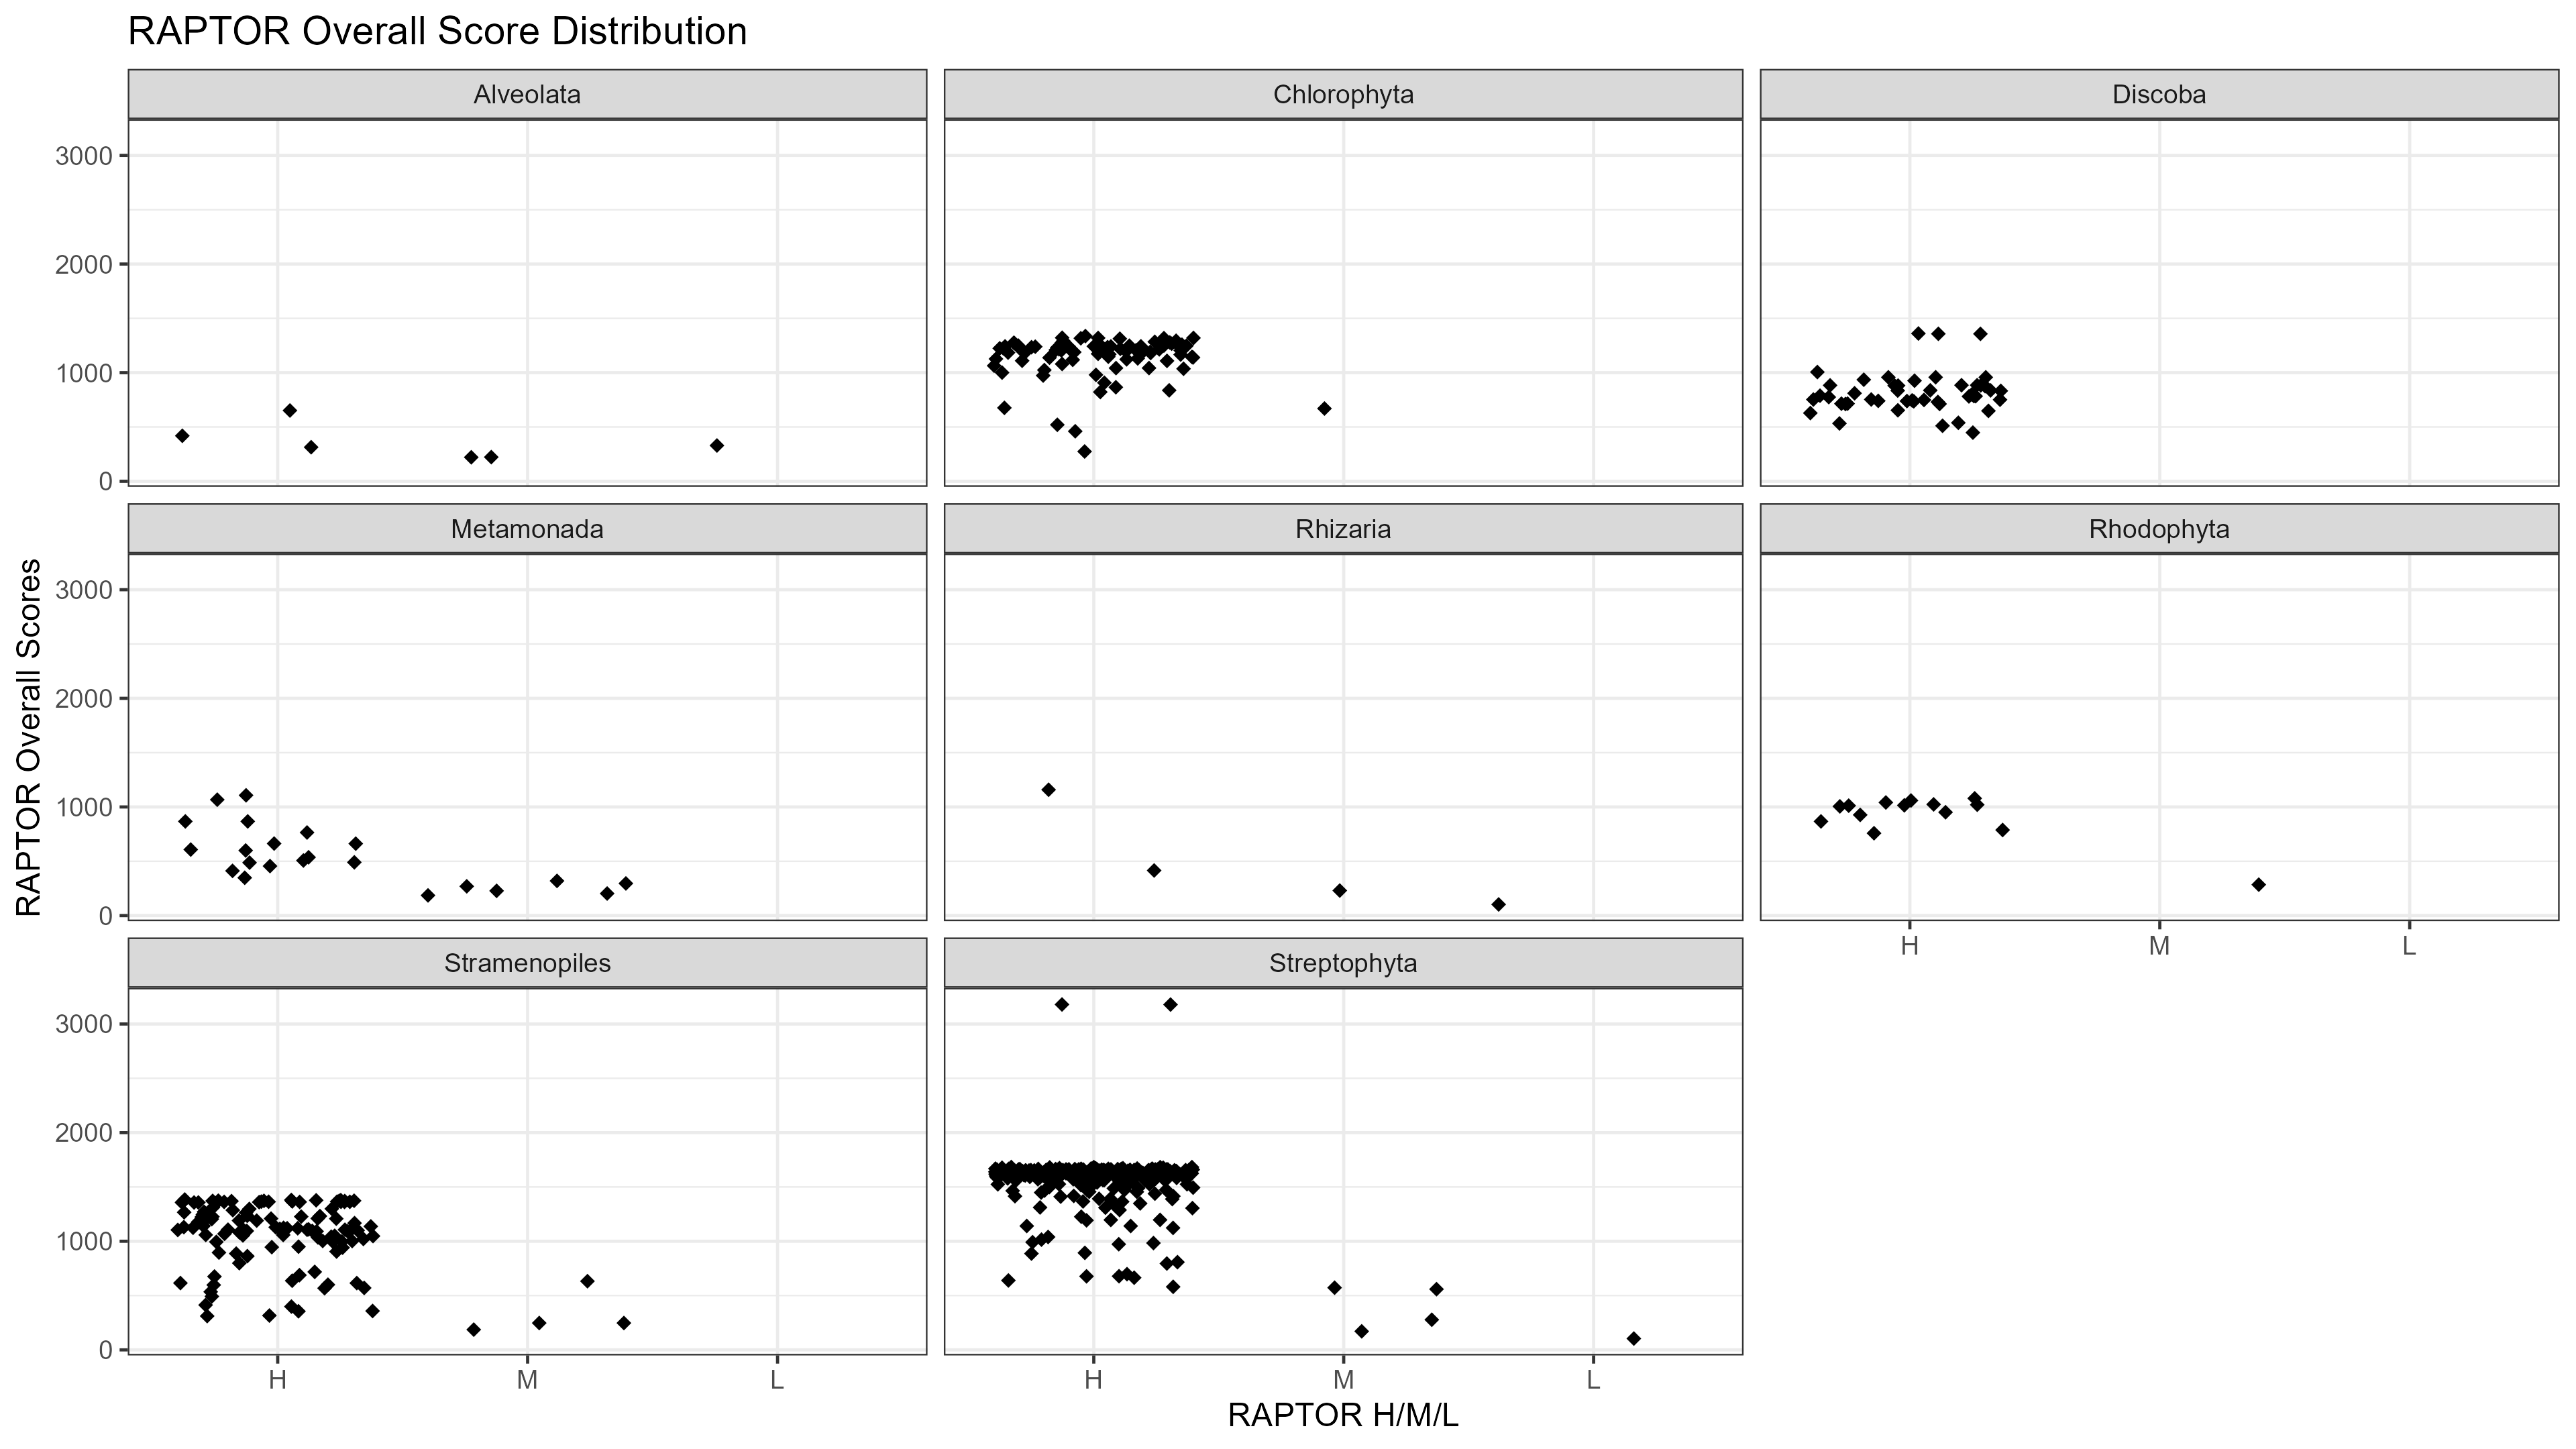 RAPTOR Overall Score Distribution
Alveolata
Chlorophyta
Discoba
3000
2000
1000
0
Metamonada
Rhizaria
Rhodophyta
3000
2000
1000
0
H
M
L
Stramenopiles
Streptophyta
3000
2000
1000
0
H
M
L
H
M
L
RAPTOR H/M/L
RAPTOR Overall Scores